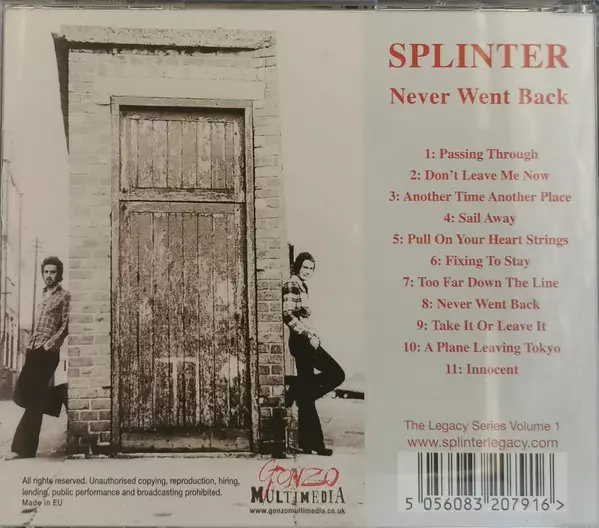 SPLINTER
Never Went Back
1: Passing Through
2: Don't Leave Me Now
3: Another Time Another Place
4: Sail Away
5: Pull On Your Heart Strings
6: Fixing To Stay
7: Too Far Down The Line
8: Never Went Back
9: Take It Or Leave It
10: A Plane Leaving Tokyo
11: Innocent
The Legacy Series Volume 1
www.splinterlegacy.com
5 056083 207916 >
All rights reserved. Unauthorised copying, reproduction, hiring,
lending, public performance and broadcasting prohibited.
Made in EU
GONZO
MULTIMEDIA
www.gonzomultimedia.co.uk